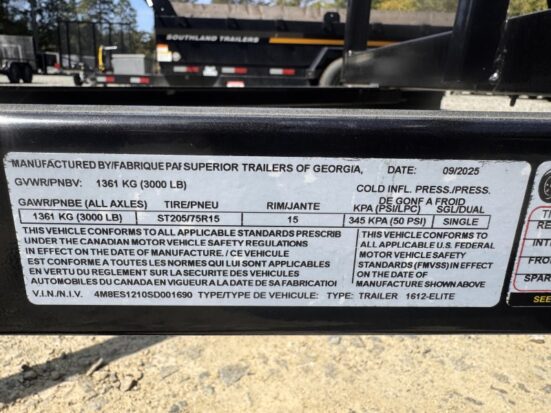 SOUTHLAND TRAILERS
MANUFACTURED BY/FABRIQUE PAR SUPERIOR TRAILERS OF GEORGIA, DATE: 09/2025
GVWR/PNBV: 1361 KG (3000 LB)
COLD INFL. PRESS./PRESS.
DE GONF A FROID
GAWR/PNBE (ALL AXLES) TIRE/PNEU RIM/JANTE KPA (PSI/LPC) SGL/DUAL
1361 KG (3000 LB) ST205/75R15 15 345 KPA (50 PSI) SINGLE
THIS VEHICLE CONFORMS TO ALL APPLICABLE STANDARDS PRESCRIB
UNDER THE CANADIAN MOTOR VEHICLE SAFETY REGULATIONS
IN EFFECT ON THE DATE OF MANUFACTURE. / CE VEHICULE
EST CONFORME A TOUTES LES NORMES QUI LUI SONT APPLICABLES
EN VERTU DU REGLEMENT SUR LA SECURITE DES VEHICULES
AUTOMOBILES DU CANADA EN VIGUEUR A LA DATE DE SA FABRICATIOI
THIS VEHICLE CONFORMS TO
ALL APPLICABLE U.S. FEDERAL
MOTOR VEHICLE SAFETY
STANDARDS (FMVSS) IN EFFECT
ON THE DATE OF
MANUFACTURE SHOWN ABOVE
V.I.N./N.I.V. 4M8ES1210SD001690 TYPE/TYPE DE VEHICULE: TYPE: TRAILER 1612-ELITE
SEE